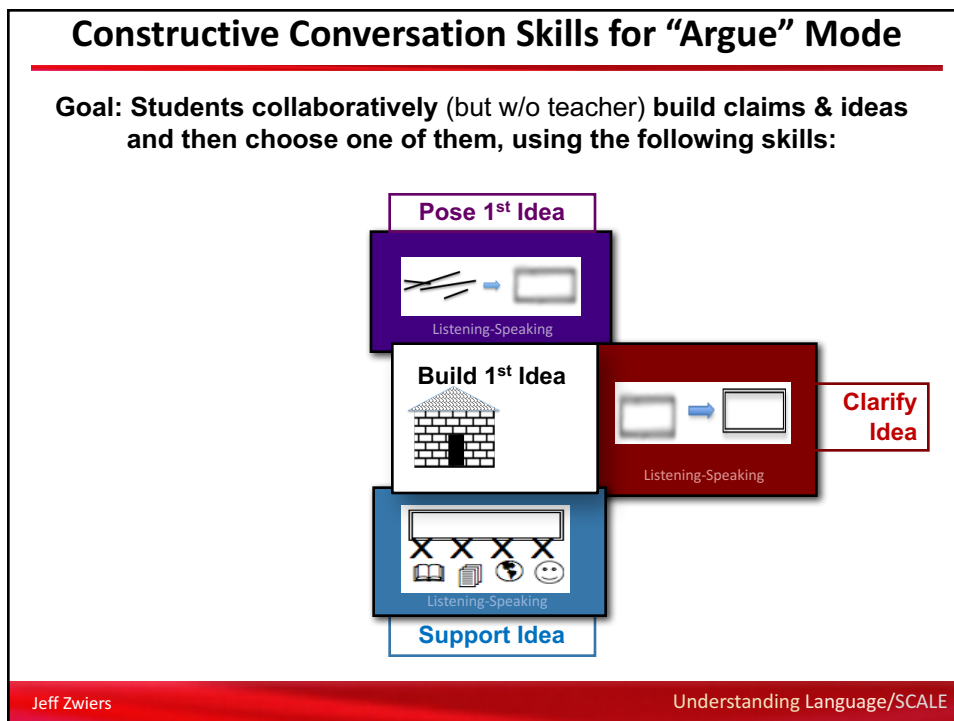 Constructive Conversation Skills for “Argue” Mode
Goal: Students collaboratively (but w/o teacher) build claims & ideas
and then choose one of them, using the following skills:
Pose 1st Idea
Listening-Speaking
Build 1st Idea
Clarify
Idea
Listening-Speaking
Listening-Speaking
Support Idea
Jeff Zwiers
Understanding Language/SCALE